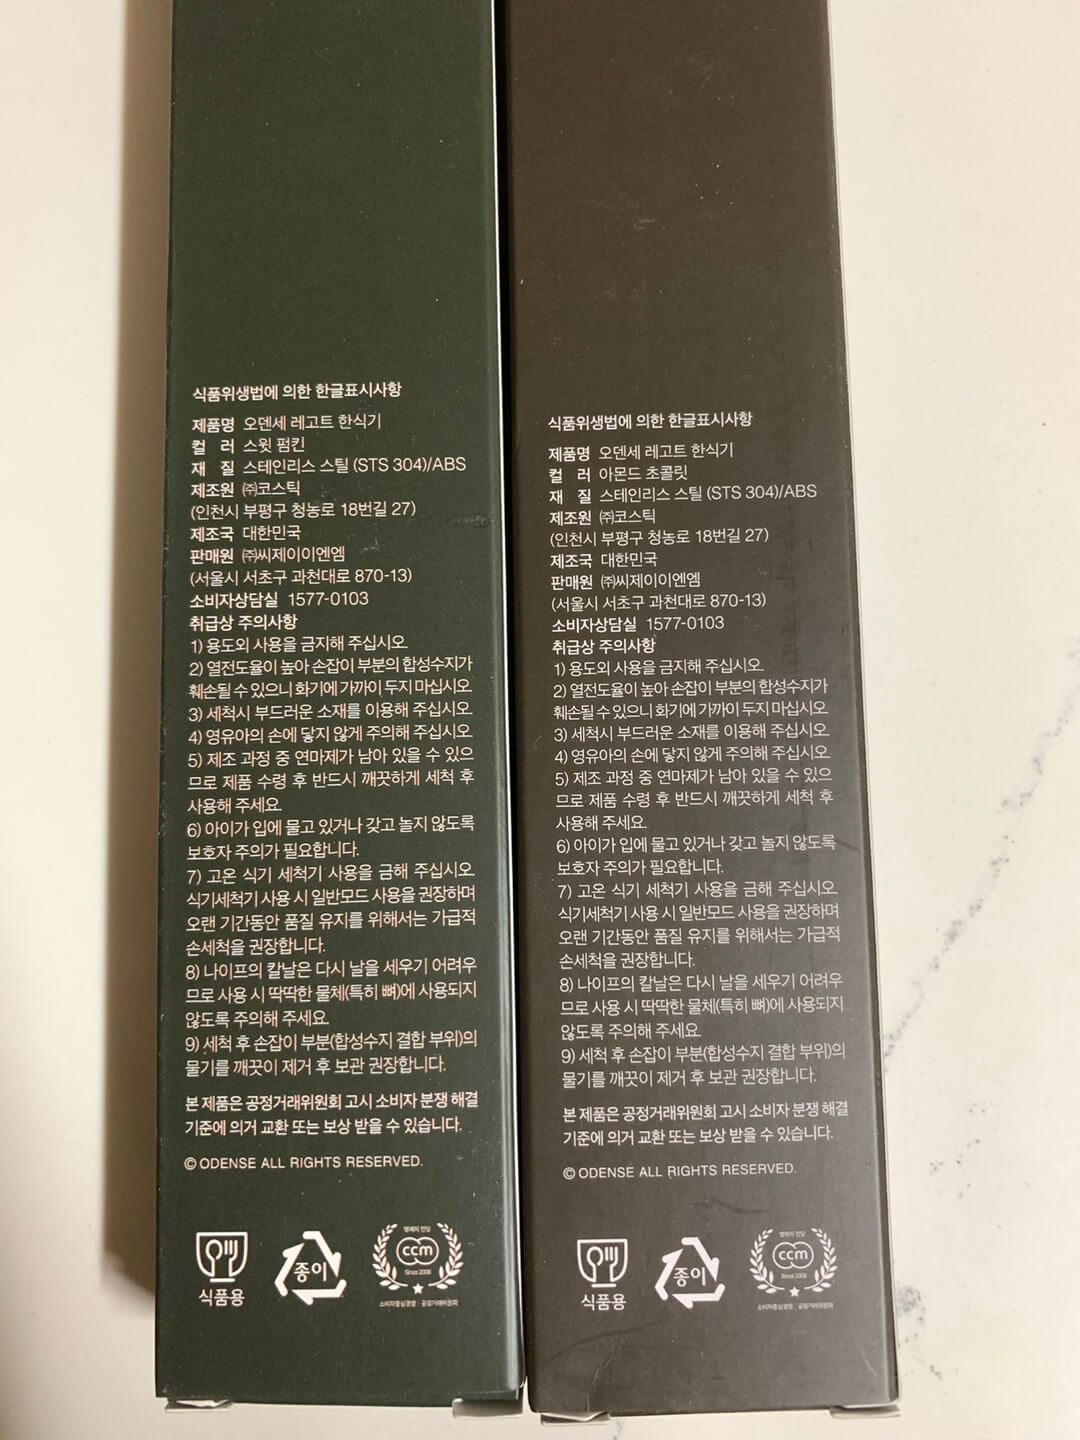 식품위생법에 의한 한글표시사항
제품명 오덴세 레고트 한식기
컬 러 스윗 펌킨
재 질 스테인리스 스틸 (STS 304)/ABS
제조원 ㈜코스틱
(인천시 부평구 청농로 18번길 27)
제조국 대한민국
판매원 ㈜씨제이이엔엠
(서울시 서초구 과천대로 870-13)
소비자상담실 1577-0103
취급상 주의사항
1) 용도외 사용을 금지해 주십시오.
2) 열전도율이 높아 손잡이 부분의 합성수지가
훼손될 수 있으니 화기에 가까이 두지 마십시오.
3) 세척시 부드러운 소재를 이용해 주십시오.
4) 영유아의 손에 닿지 않게 주의해 주십시오.
5) 제조 과정 중 연마제가 남아 있을 수 있으
므로 제품 수령 후 반드시 깨끗하게 세척 후
사용해 주세요.
6) 아이가 입에 물고 있거나 갖고 놀지 않도록
보호자 주의가 필요합니다.
7) 고온 식기 세척기 사용을 금해 주십시오.
식기세척기 사용 시 일반모드 사용을 권장하며
오랜 기간동안 품질 유지를 위해서는 가급적
손세척을 권장합니다.
8) 나이프의 칼날은 다시 날을 세우기 어려우
므로 사용 시 딱딱한 물체(특히 뼈)에 사용되지
않도록 주의해 주세요.
9) 세척 후 손잡이 부분(합성수지 결합 부위)의
물기를 깨끗이 제거 후 보관 권장합니다.
본 제품은 공정거래위원회 고시 소비자 분쟁 해결
기준에 의거 교환 또는 보상 받을 수 있습니다.
© ODENSE ALL RIGHTS RESERVED.
식품용
종이
명예의 전당
ccm
Since 2008
소비자중심경영 | 공정거래위원회
식품위생법에 의한 한글표시사항
제품명 오덴세 레고트 한식기
컬 러 아몬드 초콜릿
재 질 스테인리스 스틸 (STS 304)/ABS
제조원 ㈜코스틱
(인천시 부평구 청농로 18번길 27)
제조국 대한민국
판매원 ㈜씨제이이엔엠
(서울시 서초구 과천대로 870-13)
소비자상담실 1577-0103
취급상 주의사항
1) 용도외 사용을 금지해 주십시오.
2) 열전도율이 높아 손잡이 부분의 합성수지가
훼손될 수 있으니 화기에 가까이 두지 마십시오.
3) 세척시 부드러운 소재를 이용해 주십시오.
4) 영유아의 손에 닿지 않게 주의해 주십시오.
5) 제조 과정 중 연마제가 남아 있을 수 있으
므로 제품 수령 후 반드시 깨끗하게 세척 후
사용해 주세요.
6) 아이가 입에 물고 있거나 갖고 놀지 않도록
보호자 주의가 필요합니다.
7) 고온 식기 세척기 사용을 금해 주십시오.
식기세척기 사용 시 일반모드 사용을 권장하며
오랜 기간동안 품질 유지를 위해서는 가급적
손세척을 권장합니다.
8) 나이프의 칼날은 다시 날을 세우기 어려우
므로 사용 시 딱딱한 물체(특히 뼈)에 사용되지
않도록 주의해 주세요.
9) 세척 후 손잡이 부분(합성수지 결합 부위)의
물기를 깨끗이 제거 후 보관 권장합니다.
본 제품은 공정거래위원회 고시 소비자 분쟁 해결
기준에 의거 교환 또는 보상 받을 수 있습니다.
© ODENSE ALL RIGHTS RESERVED.
식품용
종이
명예의 전당
ccm
Since 2008
소비자중심경영 | 공정거래위원회